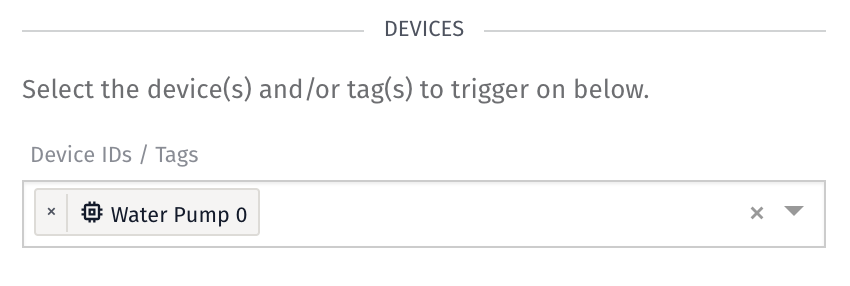 DEVICES
Select the device(s) and/or tag(s) to trigger on below.
Device IDs / Tags
× Water Pump 0 ×